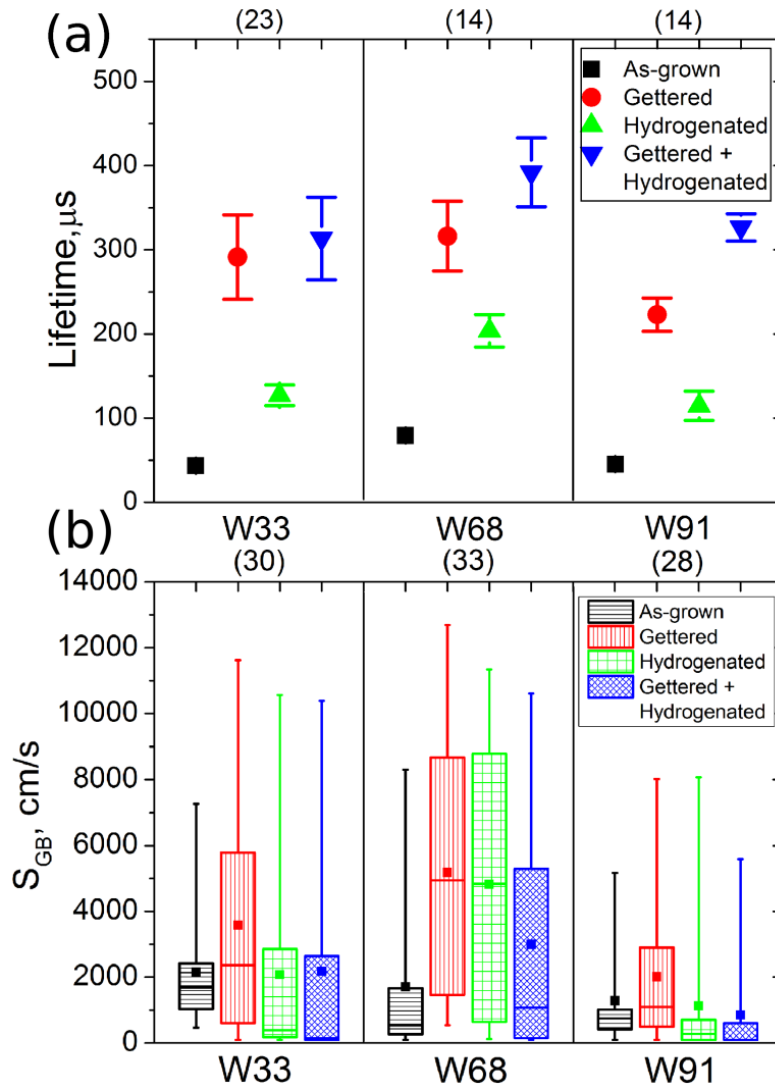 (a)
(23) (14) (14)
500
400
300
200
100
0
Lifetime,μs
As-grown
Gettered
Hydrogenated
Gettered +
Hydrogenated
W33 W68 W91
(b)
(30) (33) (28)
14000
12000
10000
8000
6000
4000
2000
0
S_GB, cm/s
As-grown
Gettered
Hydrogenated
Gettered +
Hydrogenated
W33 W68 W91